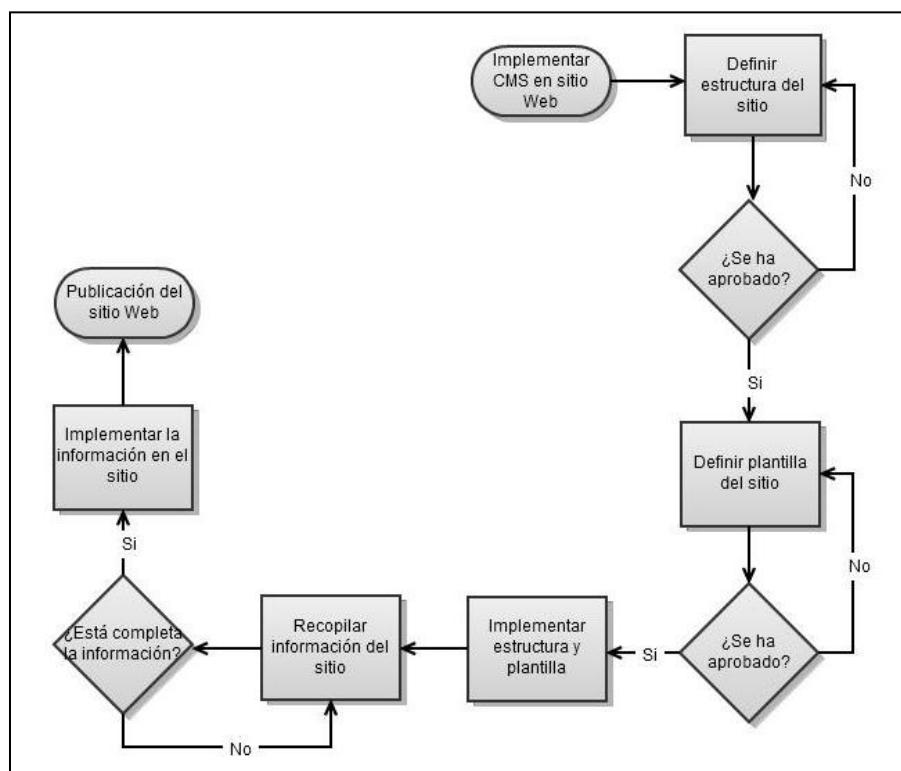 Implementar
CMS en sitio
Web
Definir
estructura del
sitio
No
¿Se ha
aprobado?
Si
Definir plantilla
del sitio
No
¿Se ha
aprobado?
Si
Implementar
estructura y
plantilla
Recopilar
información del
sitio
¿Está completa
la información?
No
Si
Implementar la
información en el
sitio
Publicación del
sitio Web